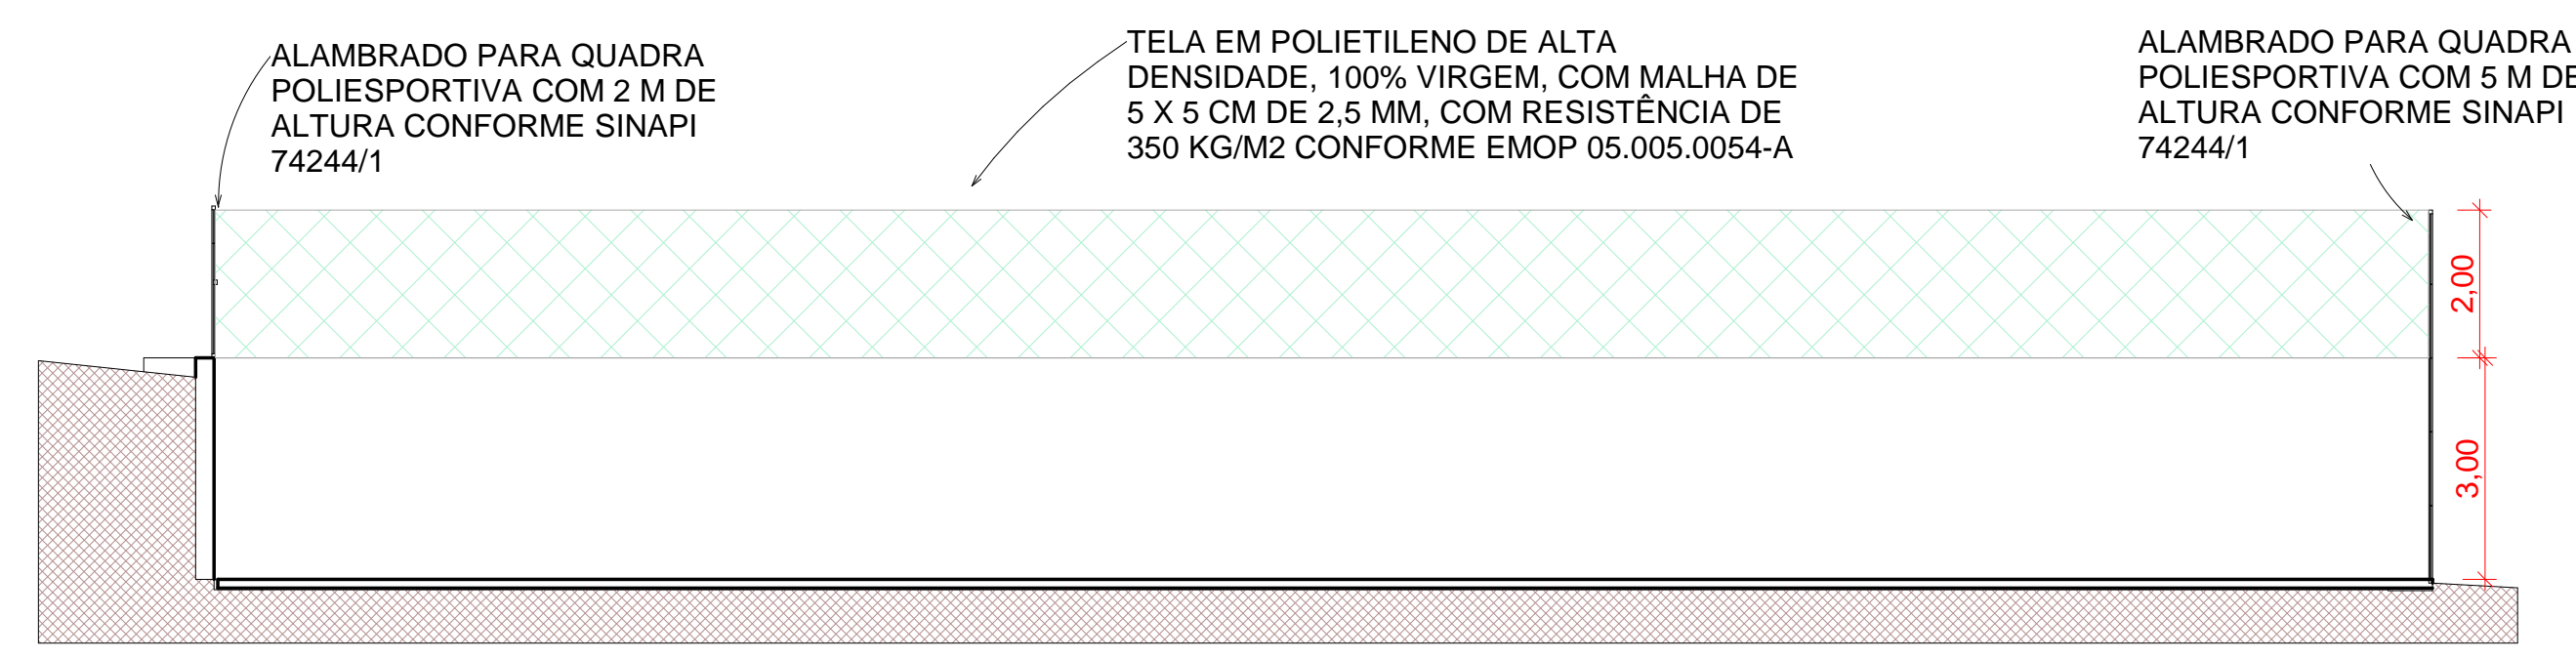 ALAMBRADO PARA QUADRA
POLIESPORTIVA COM 2 M DE
ALTURA CONFORME SINAPI
74244/1
TELA EM POLIETILENO DE ALTA
DENSIDADE, 100% VIRGEM, COM MALHA DE
5 X 5 CM DE 2,5 MM, COM RESISTÊNCIA DE
350 KG/M2 CONFORME EMOP 05.005.0054-A
ALAMBRADO PARA QUADRA
POLIESPORTIVA COM 5 M DE
ALTURA CONFORME SINAPI
74244/1
2,00
3,00